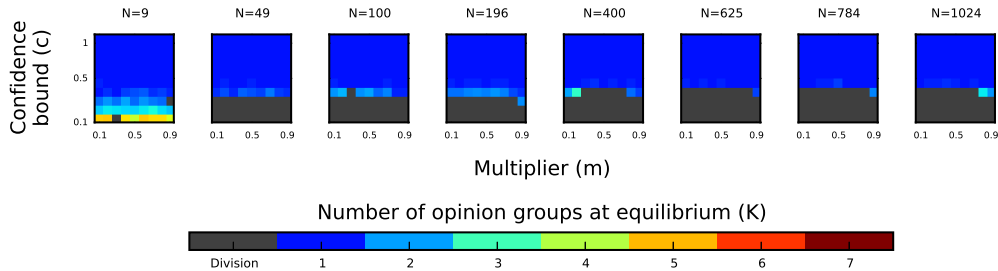 N=9 N=49 N=100 N=196 N=400 N=625 N=784 N=1024
Confidence
bound (c)
1
0.5
0.1
0.1 0.5 0.9 0.1 0.5 0.9 0.1 0.5 0.9 0.1 0.5 0.9 0.1 0.5 0.9 0.1 0.5 0.9 0.1 0.5 0.9 0.1 0.5 0.9
Multiplier (m)
Number of opinion groups at equilibrium (K)
Division 1 2 3 4 5 6 7